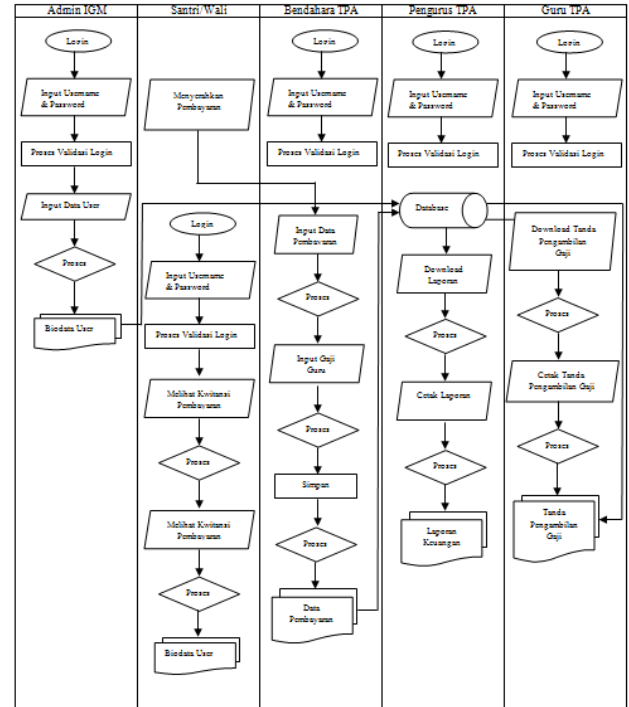 Admin IGM
Login
Input Username
& Password
Proses Validasi Login
Input Data User
Proses
Biodata User
Santri/Wali
Menyerahkan
Pembayaran
Login
Input Username
& Password
Proses Validasi Login
Melihat Kwitansi
Pembayaran
Proses
Melihat Kwitansi
Pembayaran
Proses
Biodata User
Bendahara TPA
Login
Input Username
& Password
Proses Validasi Login
Input Data
Pembayaran
Proses
Input Gaji
Guru
Proses
Simpan
Proses
Data
Pembayaran
Pengurus TPA
Login
Input Username
& Password
Proses Validasi Login
Database
Download
Laporan
Proses
Cetak Laporan
Proses
Laporan
Keuangan
Guru TPA
Login
Input Username
& Password
Proses Validasi Login
Download Tanda
Pengambilan
Gaji
Proses
Cetak Tanda
Pengambilan Gaji
Proses
Tanda
Pengambilan
Gaji